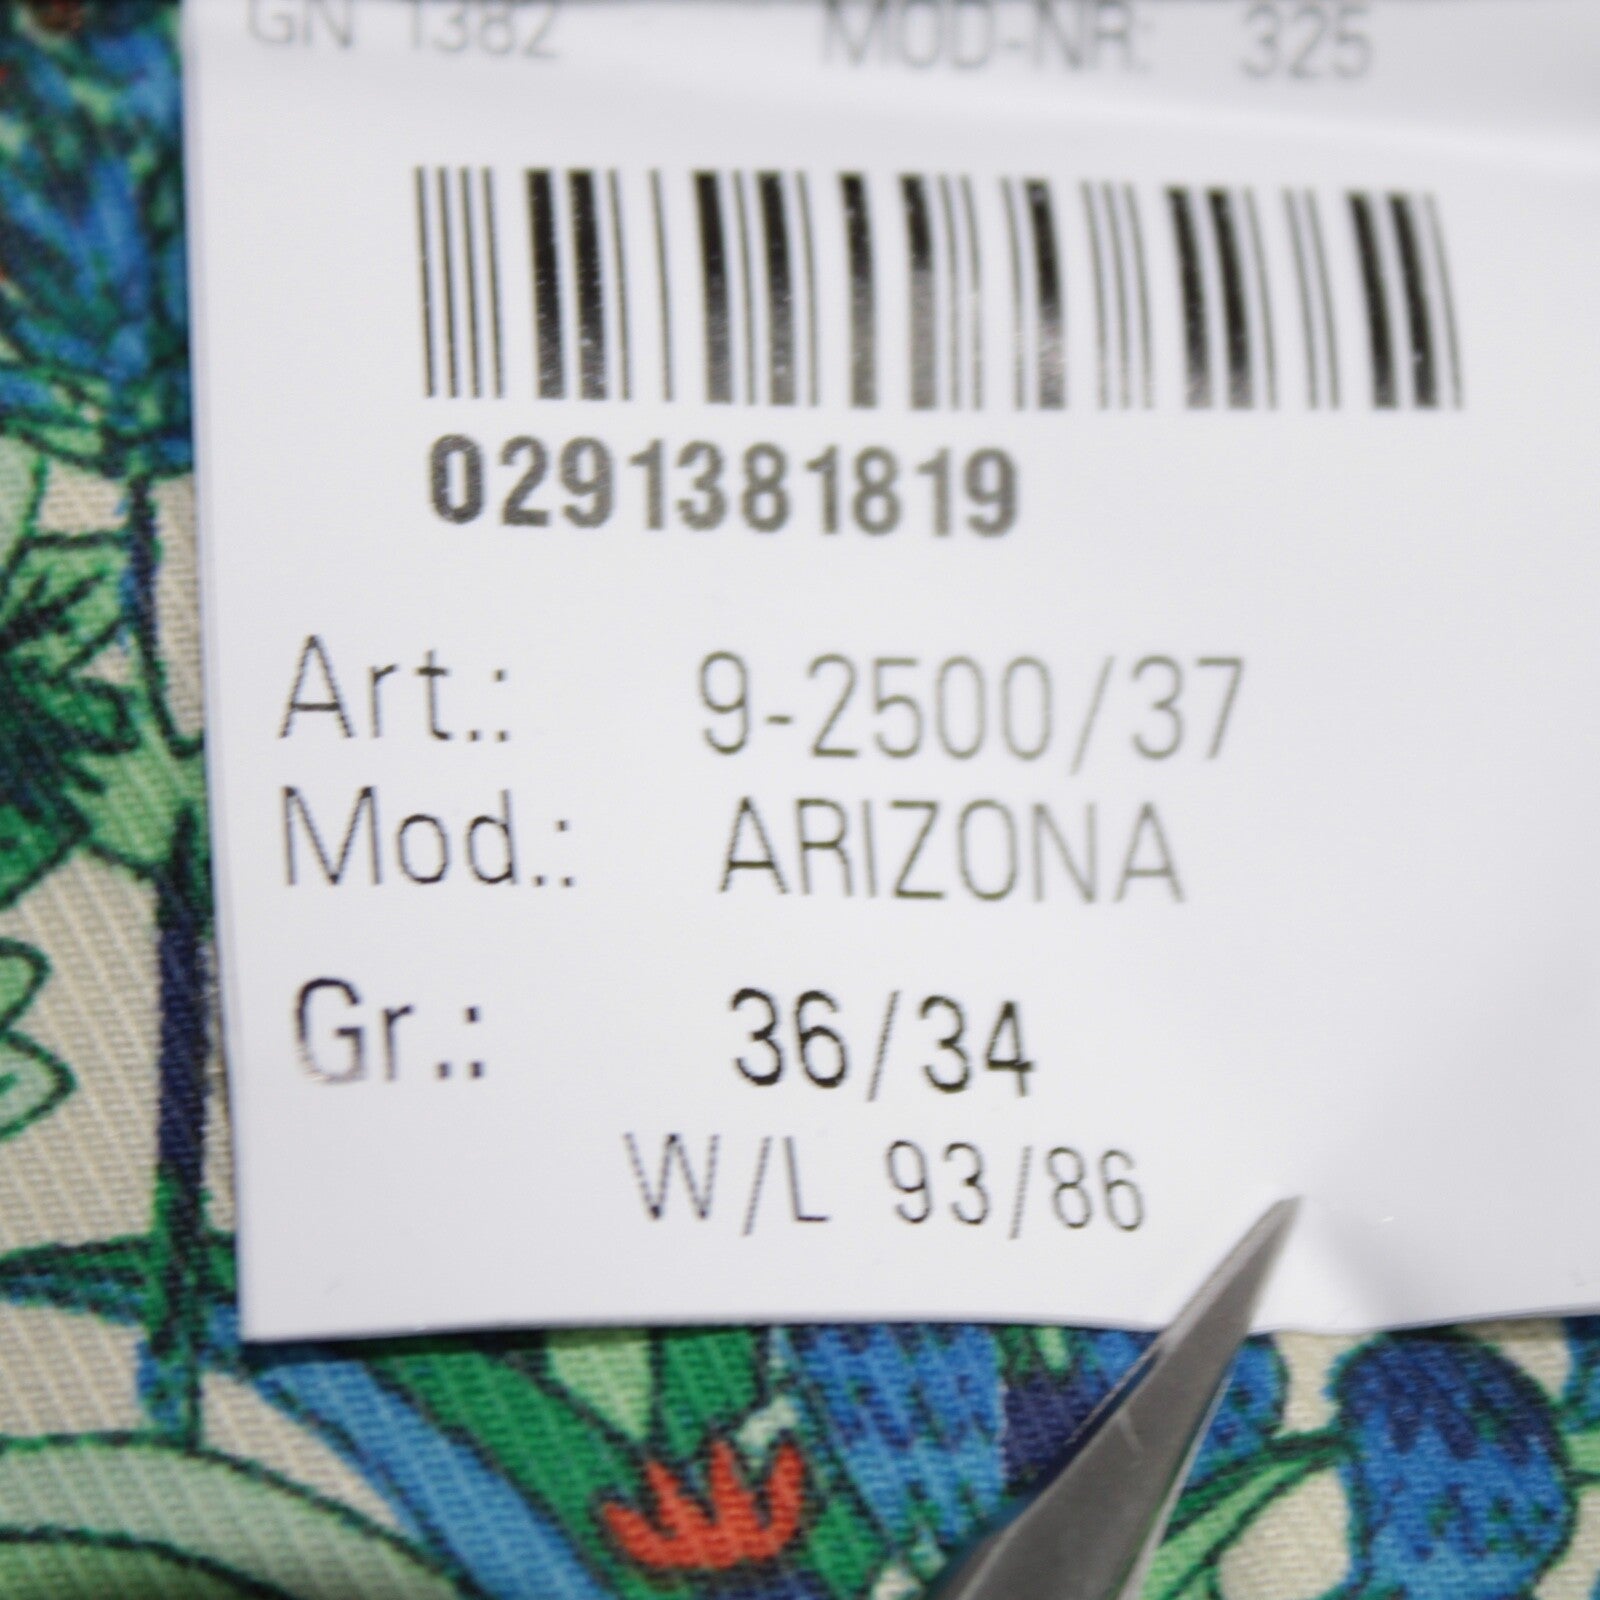 GN 1382 MOD-NR: 325
0291381819
Art.: 9-2500/37
Mod.: ARIZONA
Gr.: 36/34
W/L 93/86